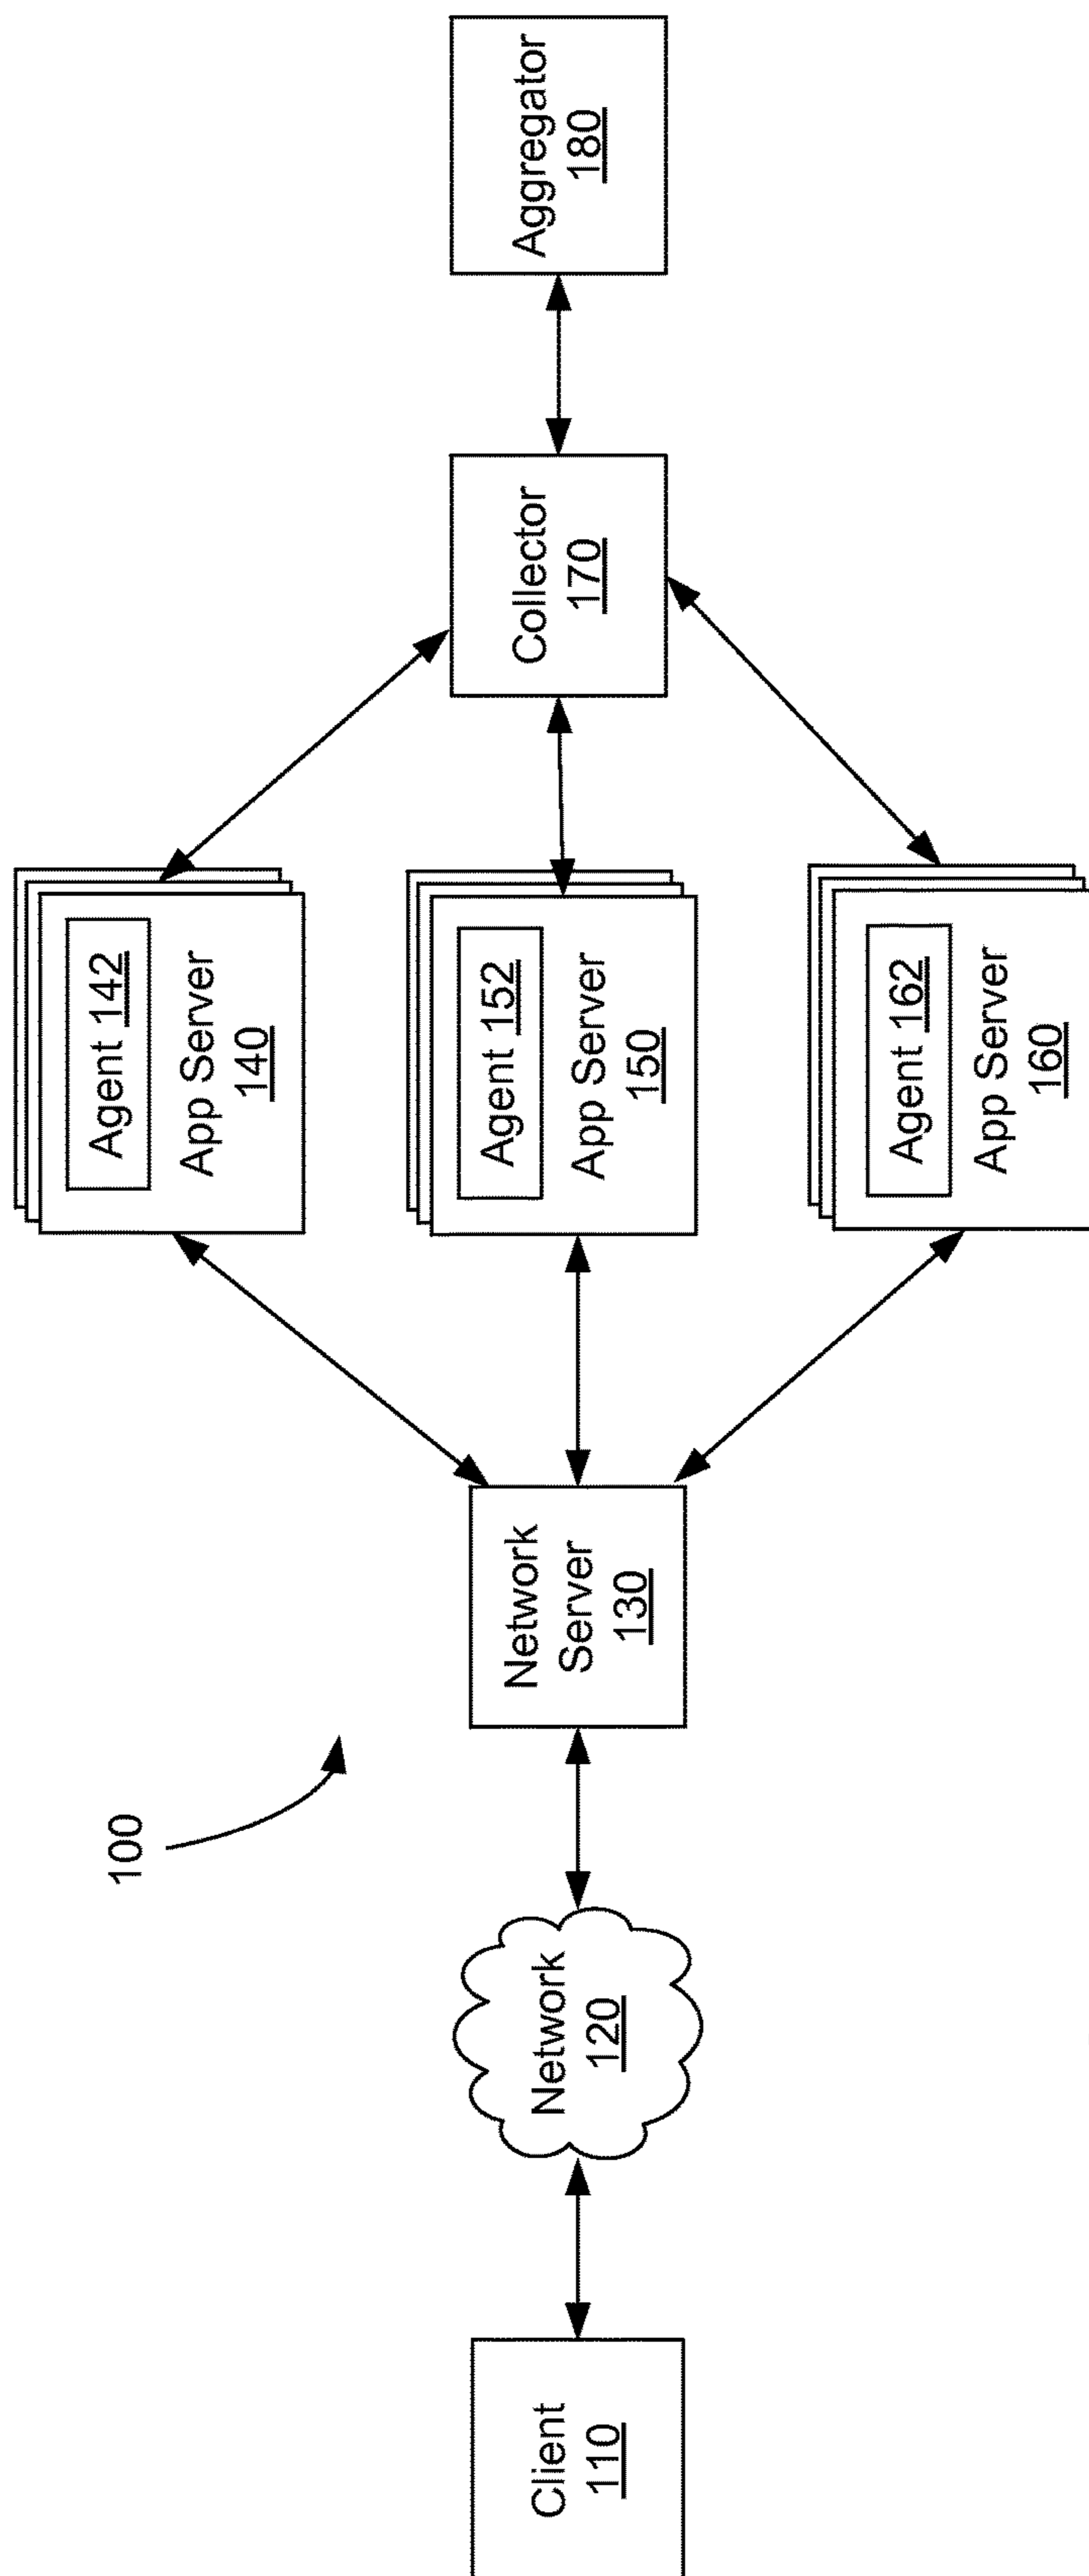 100
Client
110
Network
120
Network
Server
130
Agent 142
App Server
140
Agent 152
App Server
150
Agent 162
App Server
160
Collector
170
Aggregator
180